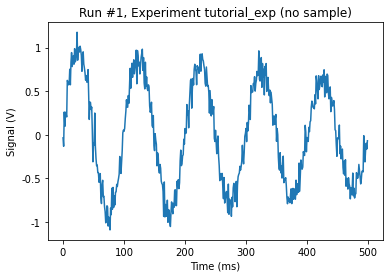 Run #1, Experiment tutorial_exp (no sample)
1
0.5
0
-0.5
-1
Signal (V)
0 100 200 300 400 500
Time (ms)